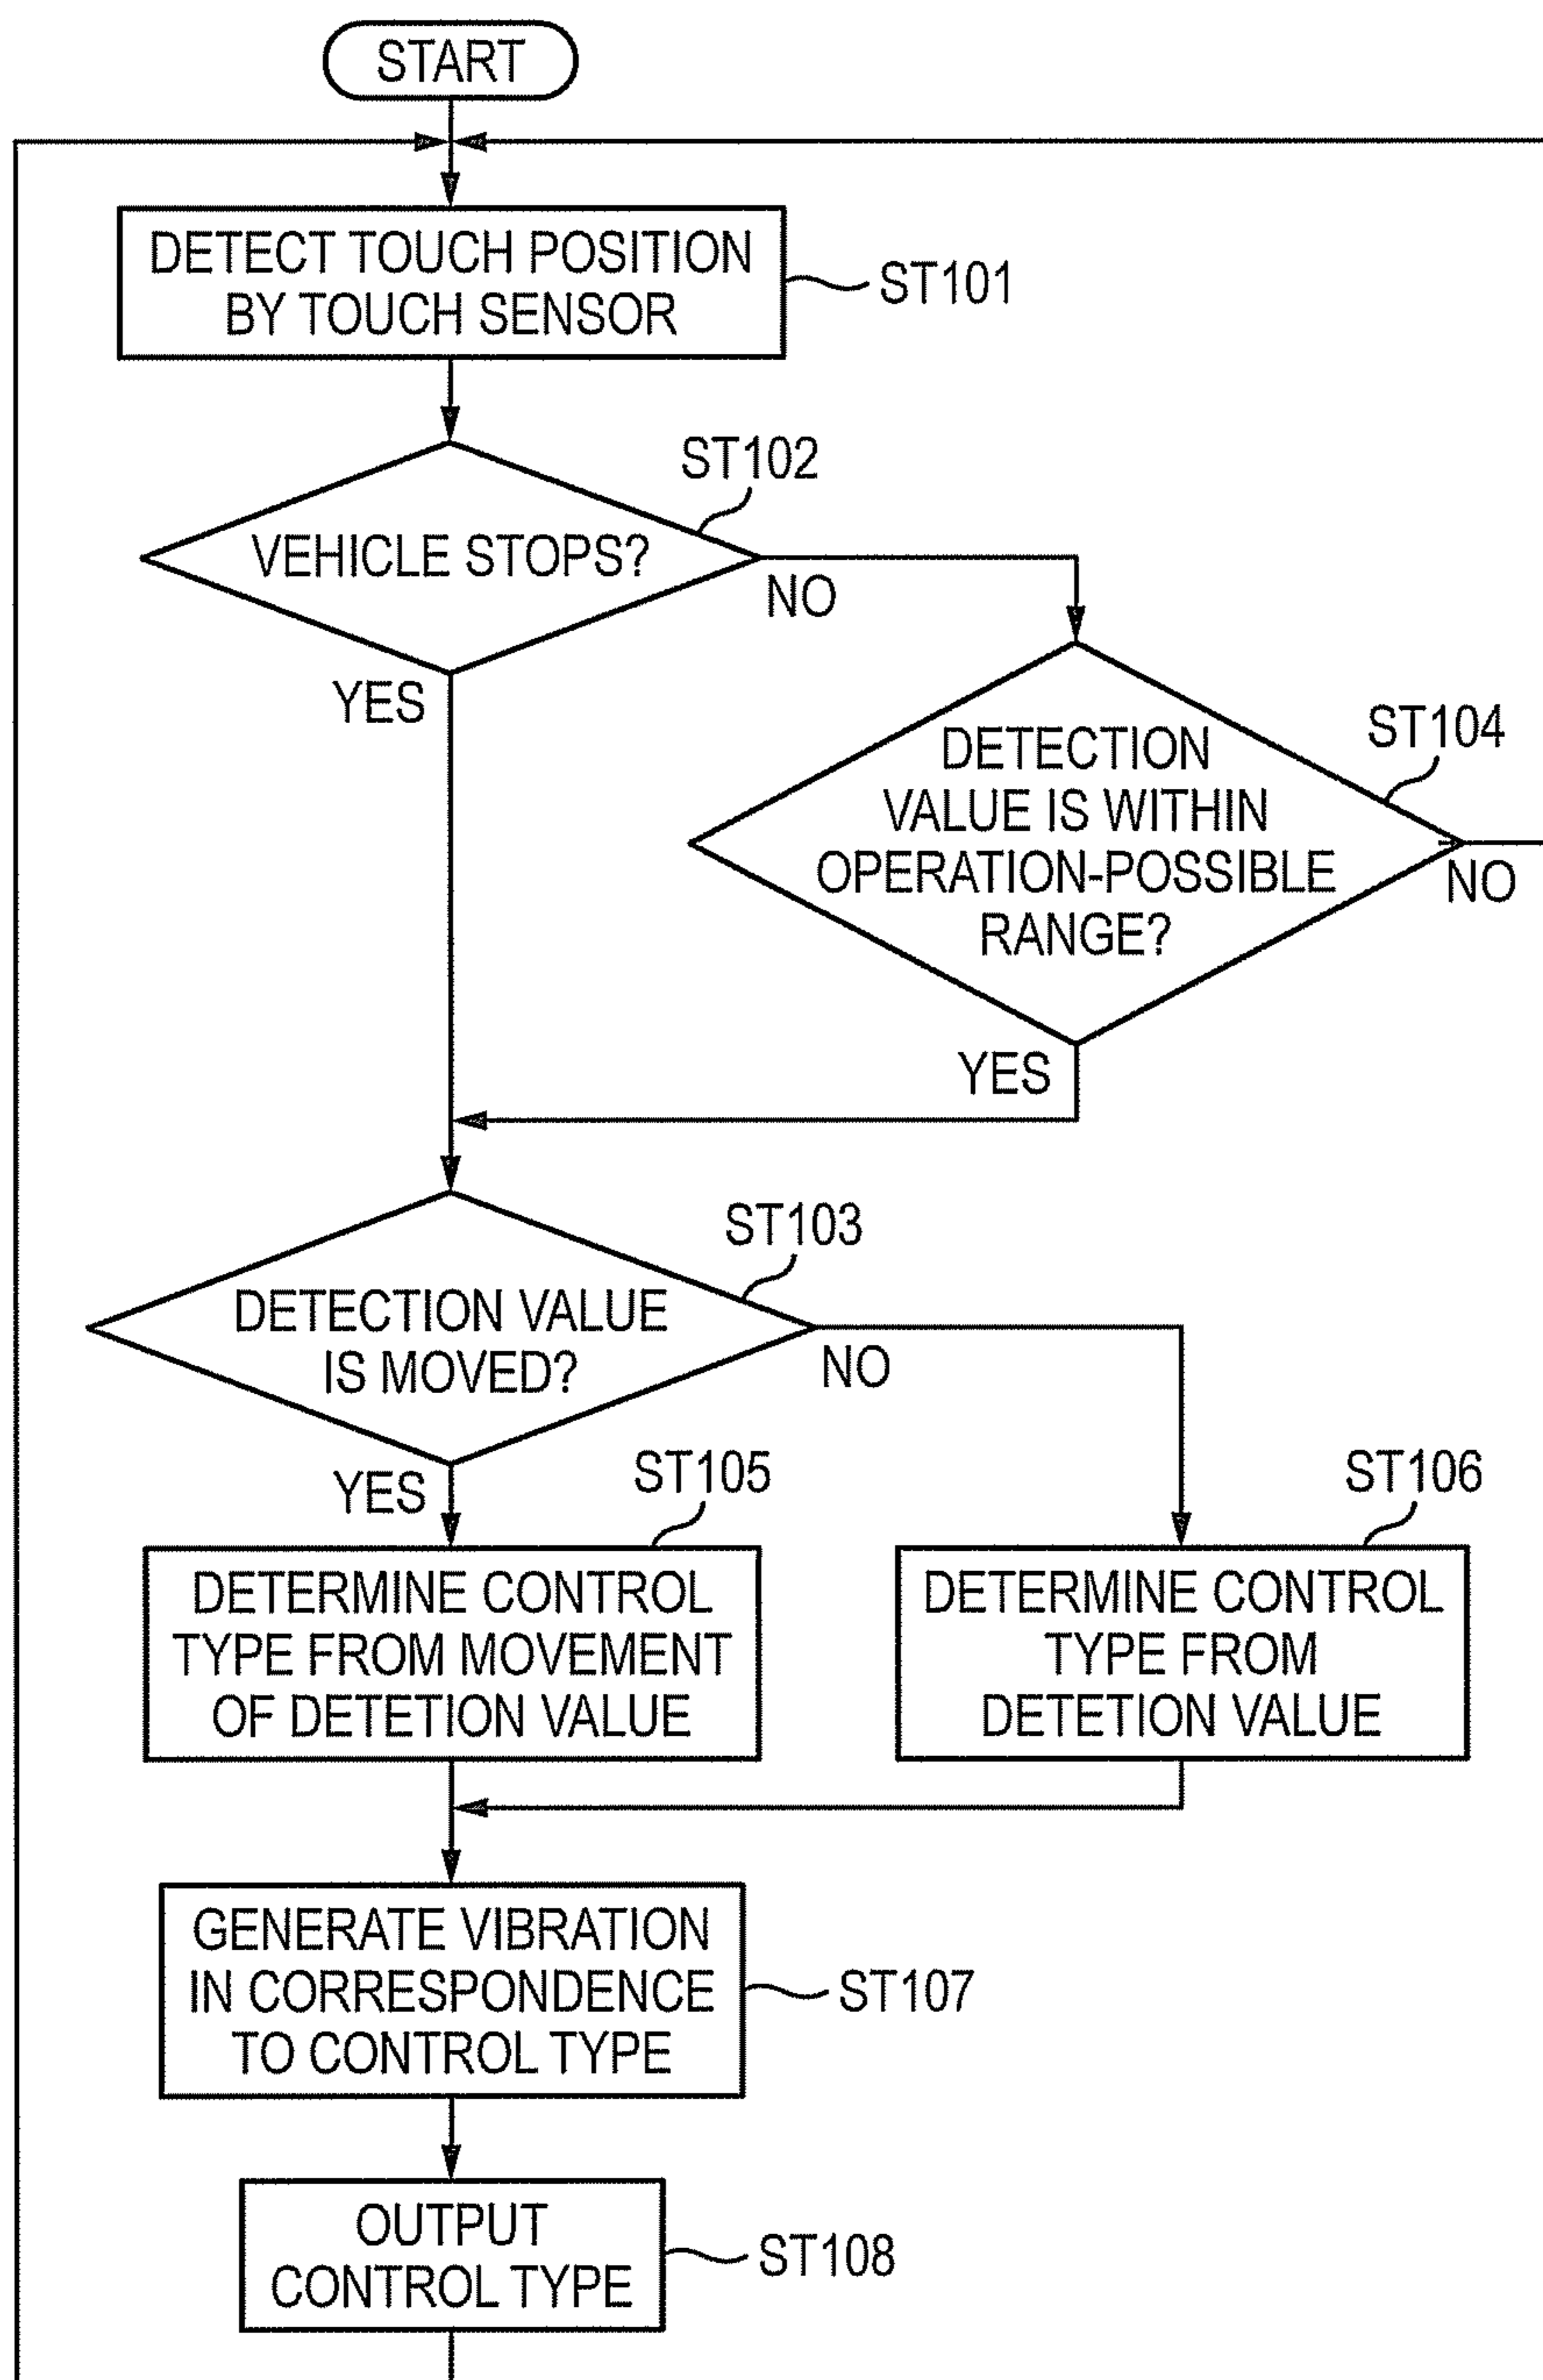 START
DETECT TOUCH POSITION
BY TOUCH SENSOR
ST101
ST102
VEHICLE STOPS?
NO
YES
ST104
DETECTION
VALUE IS WITHIN
OPERATION-POSSIBLE
RANGE?
NO
YES
ST103
DETECTION VALUE
IS MOVED?
NO
YES
ST105
DETERMINE CONTROL
TYPE FROM MOVEMENT
OF DETETION VALUE
ST106
DETERMINE CONTROL
TYPE FROM
DETETION VALUE
GENERATE VIBRATION
IN CORRESPONDENCE
TO CONTROL TYPE
ST107
OUTPUT
CONTROL TYPE
ST108